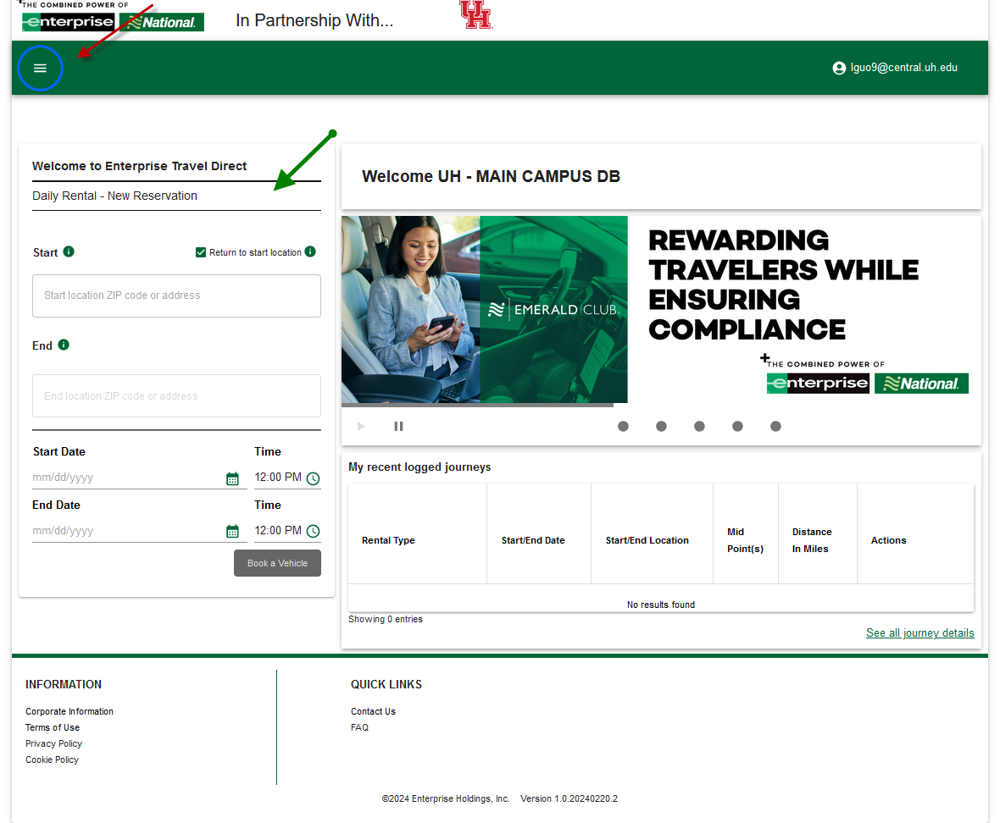 THE COMBINED POWER OF
enterprise National.
In Partnership With...
UH
lguo9@central.uh.edu
Welcome to Enterprise Travel Direct
Daily Rental - New Reservation
Start
Return to start location
Start location ZIP code or address
End
End location ZIP code or address
Start Date Time
mm/dd/yyyy 12:00 PM
End Date Time
mm/dd/yyyy 12:00 PM
Book a Vehicle
Welcome UH - MAIN CAMPUS DB
EMERALD CLUB.
REWARDING
TRAVELERS WHILE
ENSURING
COMPLIANCE
THE COMBINED POWER OF
enterprise National.
My recent logged journeys
Rental Type Start/End Date Start/End Location Mid Point(s) Distance In Miles Actions
No results found
Showing 0 entries
See all journey details
INFORMATION
Corporate Information
Terms of Use
Privacy Policy
Cookie Policy
QUICK LINKS
Contact Us
FAQ
©2024 Enterprise Holdings, Inc. Version 1.0.20240220.2